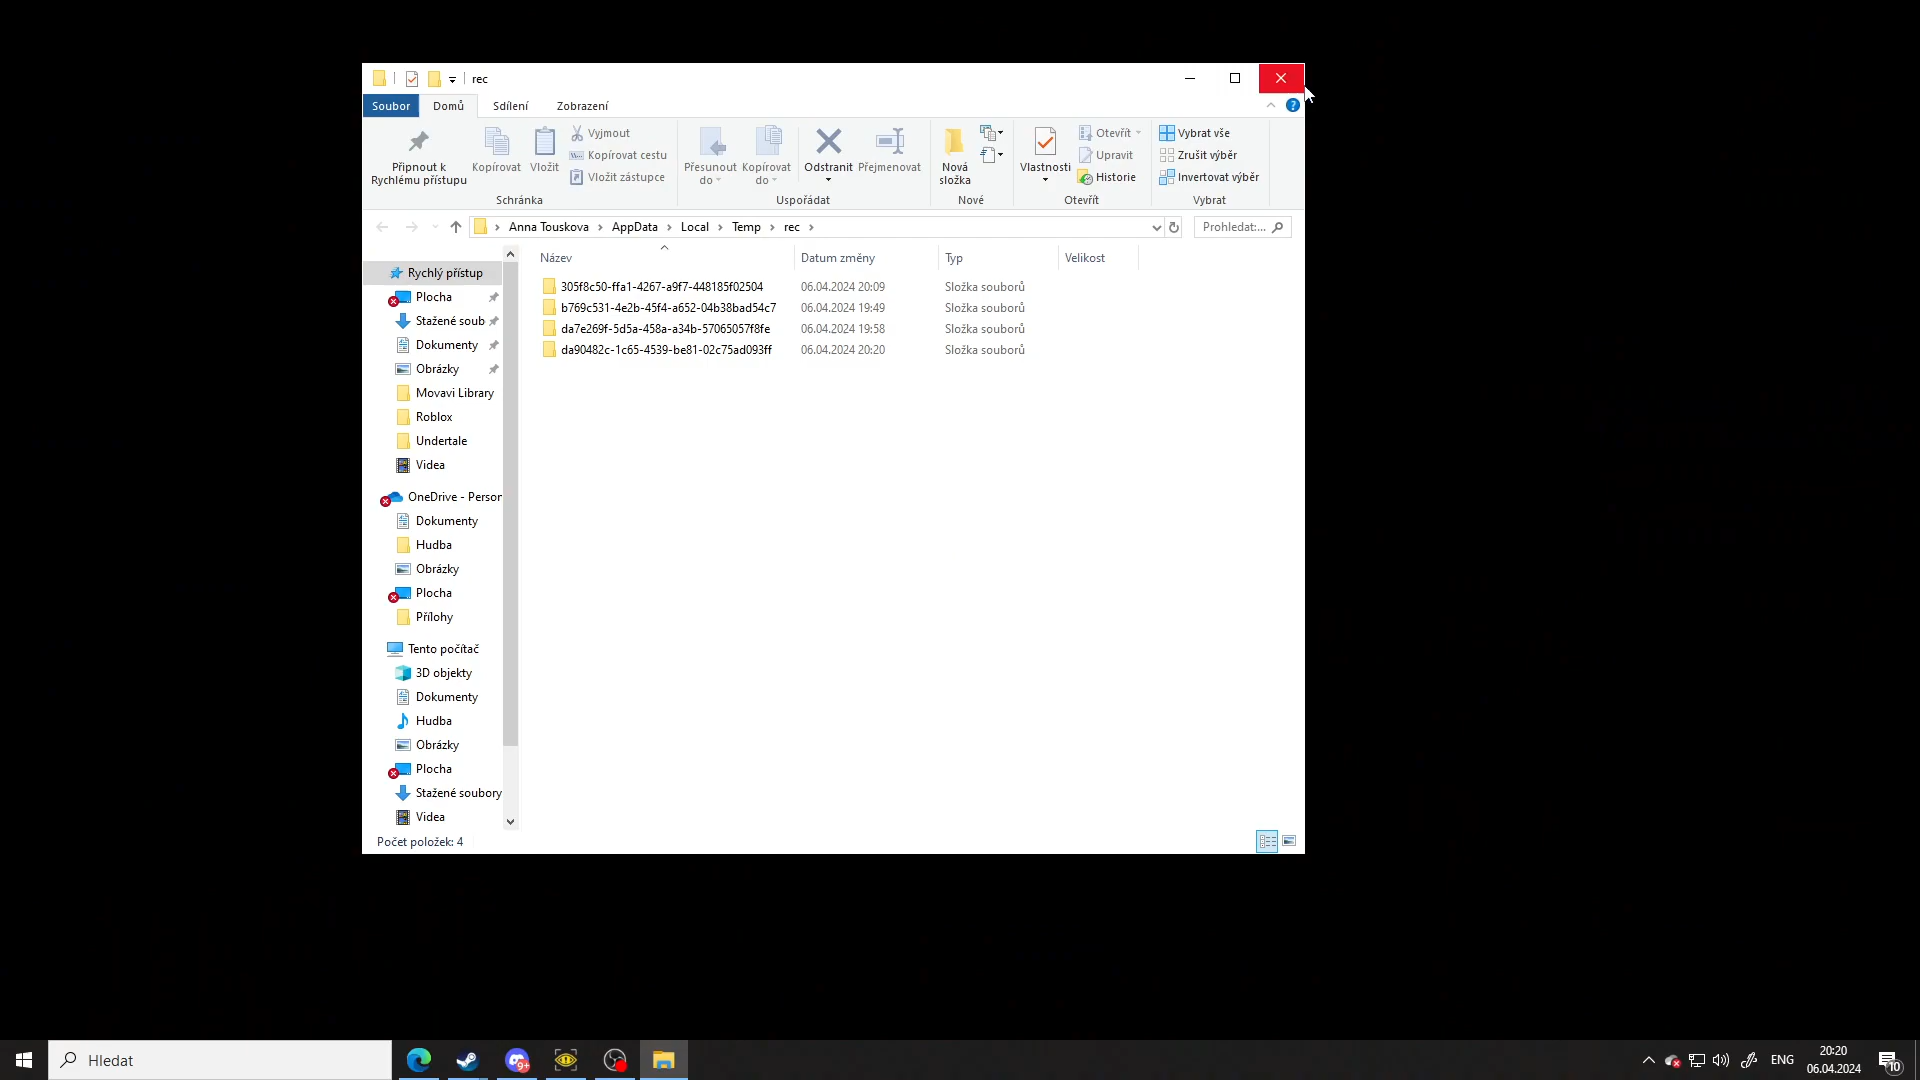 rec
Soubor
Domů
Sdílení
Zobrazení
Připnout k
Rychlému přístupu
Kopírovat
Vložit
Vyjmout
Kopírovat cestu
Vložit zástupce
Schránka
Přesunout
do
Kopírovat
do
Odstranit
Přejmenovat
Uspořádat
Nová
složka
Nové
Vlastnosti
Otevřít
Upravit
Historie
Otevřít
Vybrat vše
Zrušit výběr
Invertovat výběr
Vybrat
Anna Touskova > AppData > Local > Temp > rec >
Prohledat:...
Název Datum změny Typ Velikost
305f8c50-ffa1-4267-a9f7-448185f02504 06.04.2024 20:09 Složka souborů
b769c531-4e2b-45f4-a652-04b38bad54c7 06.04.2024 19:49 Složka souborů
da7e269f-5d5a-458a-a34b-57065057f8fe 06.04.2024 19:58 Složka souborů
da90482c-1c65-4539-be81-02c75ad093ff 06.04.2024 20:20 Složka souborů
Rychlý přístup
Plocha
Stažené soub
Dokumenty
Obrázky
Movavi Library
Roblox
Undertale
Videa
OneDrive - Person
Dokumenty
Hudba
Obrázky
Plocha
Přílohy
Tento počítač
3D objekty
Dokumenty
Hudba
Obrázky
Plocha
Stažené soubory
Videa
Počet položek: 4
Hledat
9+
ENG
20:20
06.04.2024
10